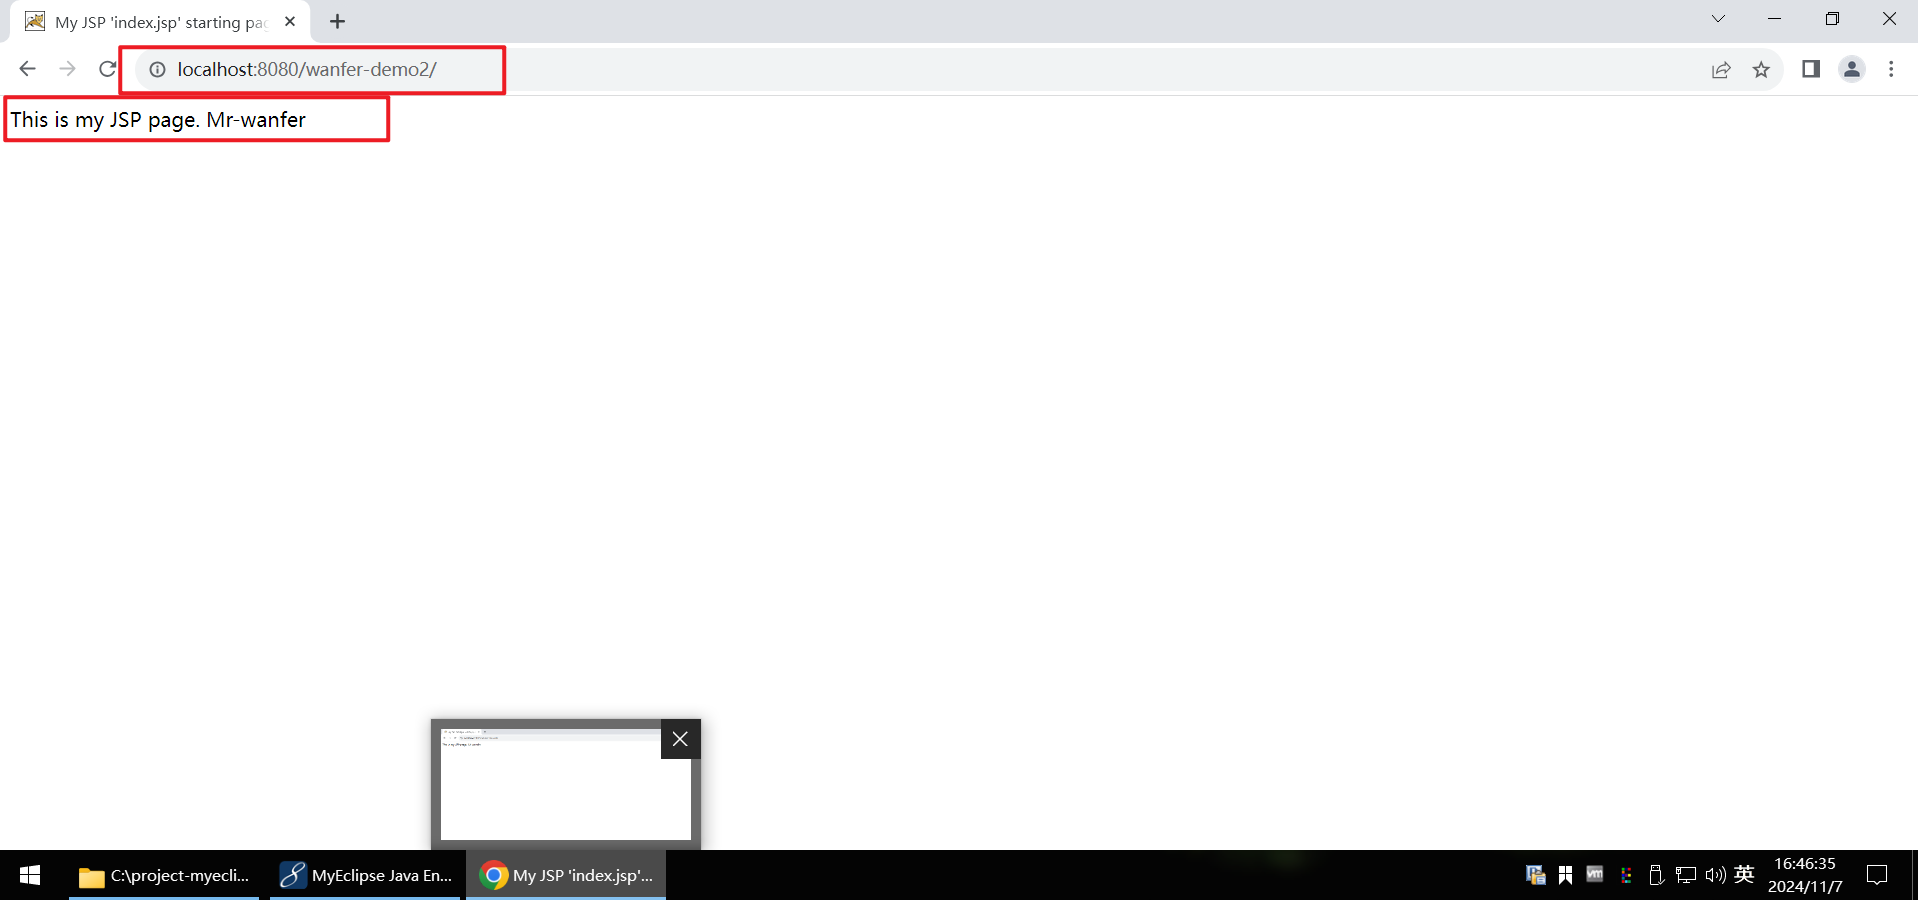 My JSP 'index.jsp' starting pa
localhost:8080/wanfer-demo2/
This is my JSP page. Mr-wanfer
C:\project-myecli...
MyEclipse Java En...
My JSP 'index.jsp'...
vm
英
16:46:35
2024/11/7